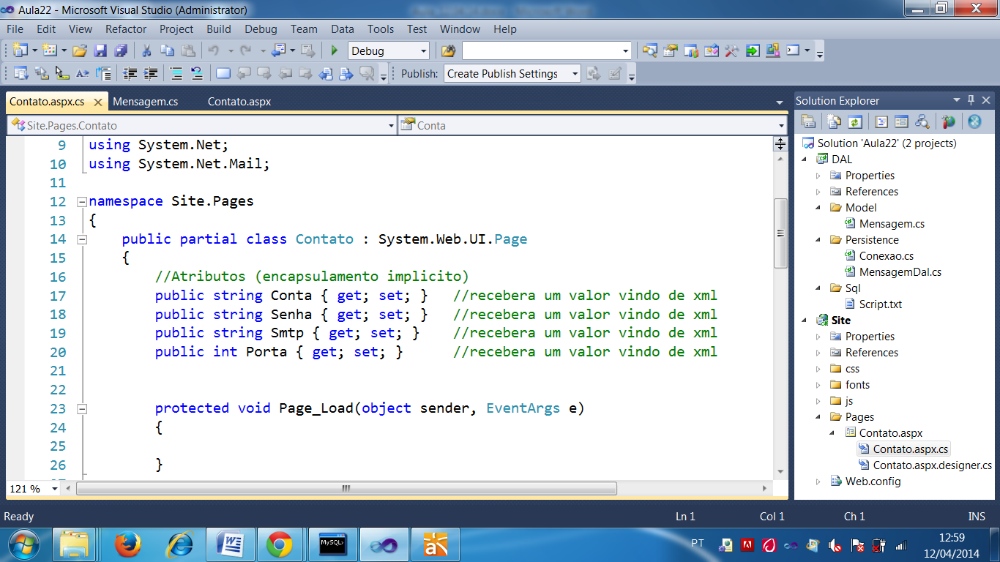 Aula22 - Microsoft Visual Studio (Administrator)
File Edit View Refactor Project Build Debug Team Data Tools Test Window Help
Debug
Publish: Create Publish Settings
Contato.aspx.cs Mensagem.cs Contato.aspx
Site.Pages.Contato Conta
9 using System.Net;
10 using System.Net.Mail;
11
12 namespace Site.Pages
13 {
14 public partial class Contato : System.Web.UI.Page
15 {
16 //Atributos (encapsulamento implicito)
17 public string Conta { get; set; } //recebera um valor vindo de xml
18 public string Senha { get; set; } //recebera um valor vindo de xml
19 public string Smtp { get; set; } //recebera um valor vindo de xml
20 public int Porta { get; set; } //recebera um valor vindo de xml
21
22
23 protected void Page_Load(object sender, EventArgs e)
24 {
25
26 }
121 %
Solution Explorer
Solution 'Aula22' (2 projects)
DAL
Properties
References
Model
Mensagem.cs
Persistence
Conexao.cs
MensagemDal.cs
Sql
Script.txt
Site
Properties
References
css
fonts
js
Pages
Contato.aspx
Contato.aspx.cs
Contato.aspx.designer.cs
Web.config
Ready Ln 1 Col 1 Ch 1 INS
MySQL>
PT
12:59
12/04/2014